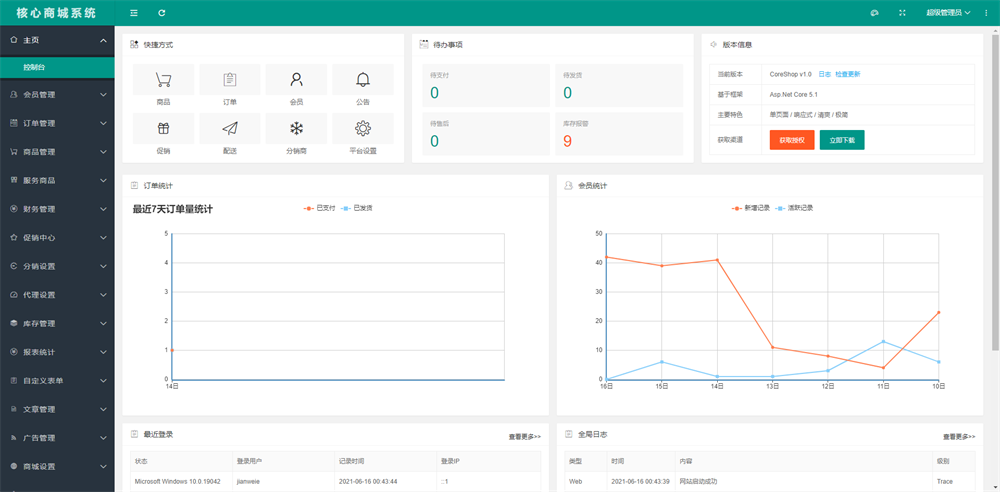 核心商城系统
超级管理员
主页
控制台
会员管理
订单管理
商品管理
服务商品
财务管理
促销中心
分销设置
代理设置
库存管理
报表统计
自定义表单
文章管理
广告管理
商城设置
快捷方式
商品
订单
会员
公告
促销
配送
分销商
平台设置
待办事项
待支付
0
待发货
0
待售后
0
库存报警
9
版本信息
当前版本 CoreShop v1.0 日志 检查更新
基于框架 Asp.Net Core 5.1
主要特色 单页面 / 响应式 / 清爽 / 极简
获取渠道 获取授权 立即下载
订单统计
最近7天订单量统计
已支付 已发货
5
4
3
2
1
0
14日
会员统计
新增记录 活跃记录
50
40
30
20
10
0
16日 15日 14日 13日 12日 11日 10日
最近登录 查看更多>>
状态 登录用户 记录时间 登录IP
Microsoft Windows 10.0.19042 jianweie 2021-06-16 00:43:44 ::1
全局日志 查看更多>>
类型 时间 内容 级别
Web 2021-06-16 00:43:39 网站启动成功 Trace